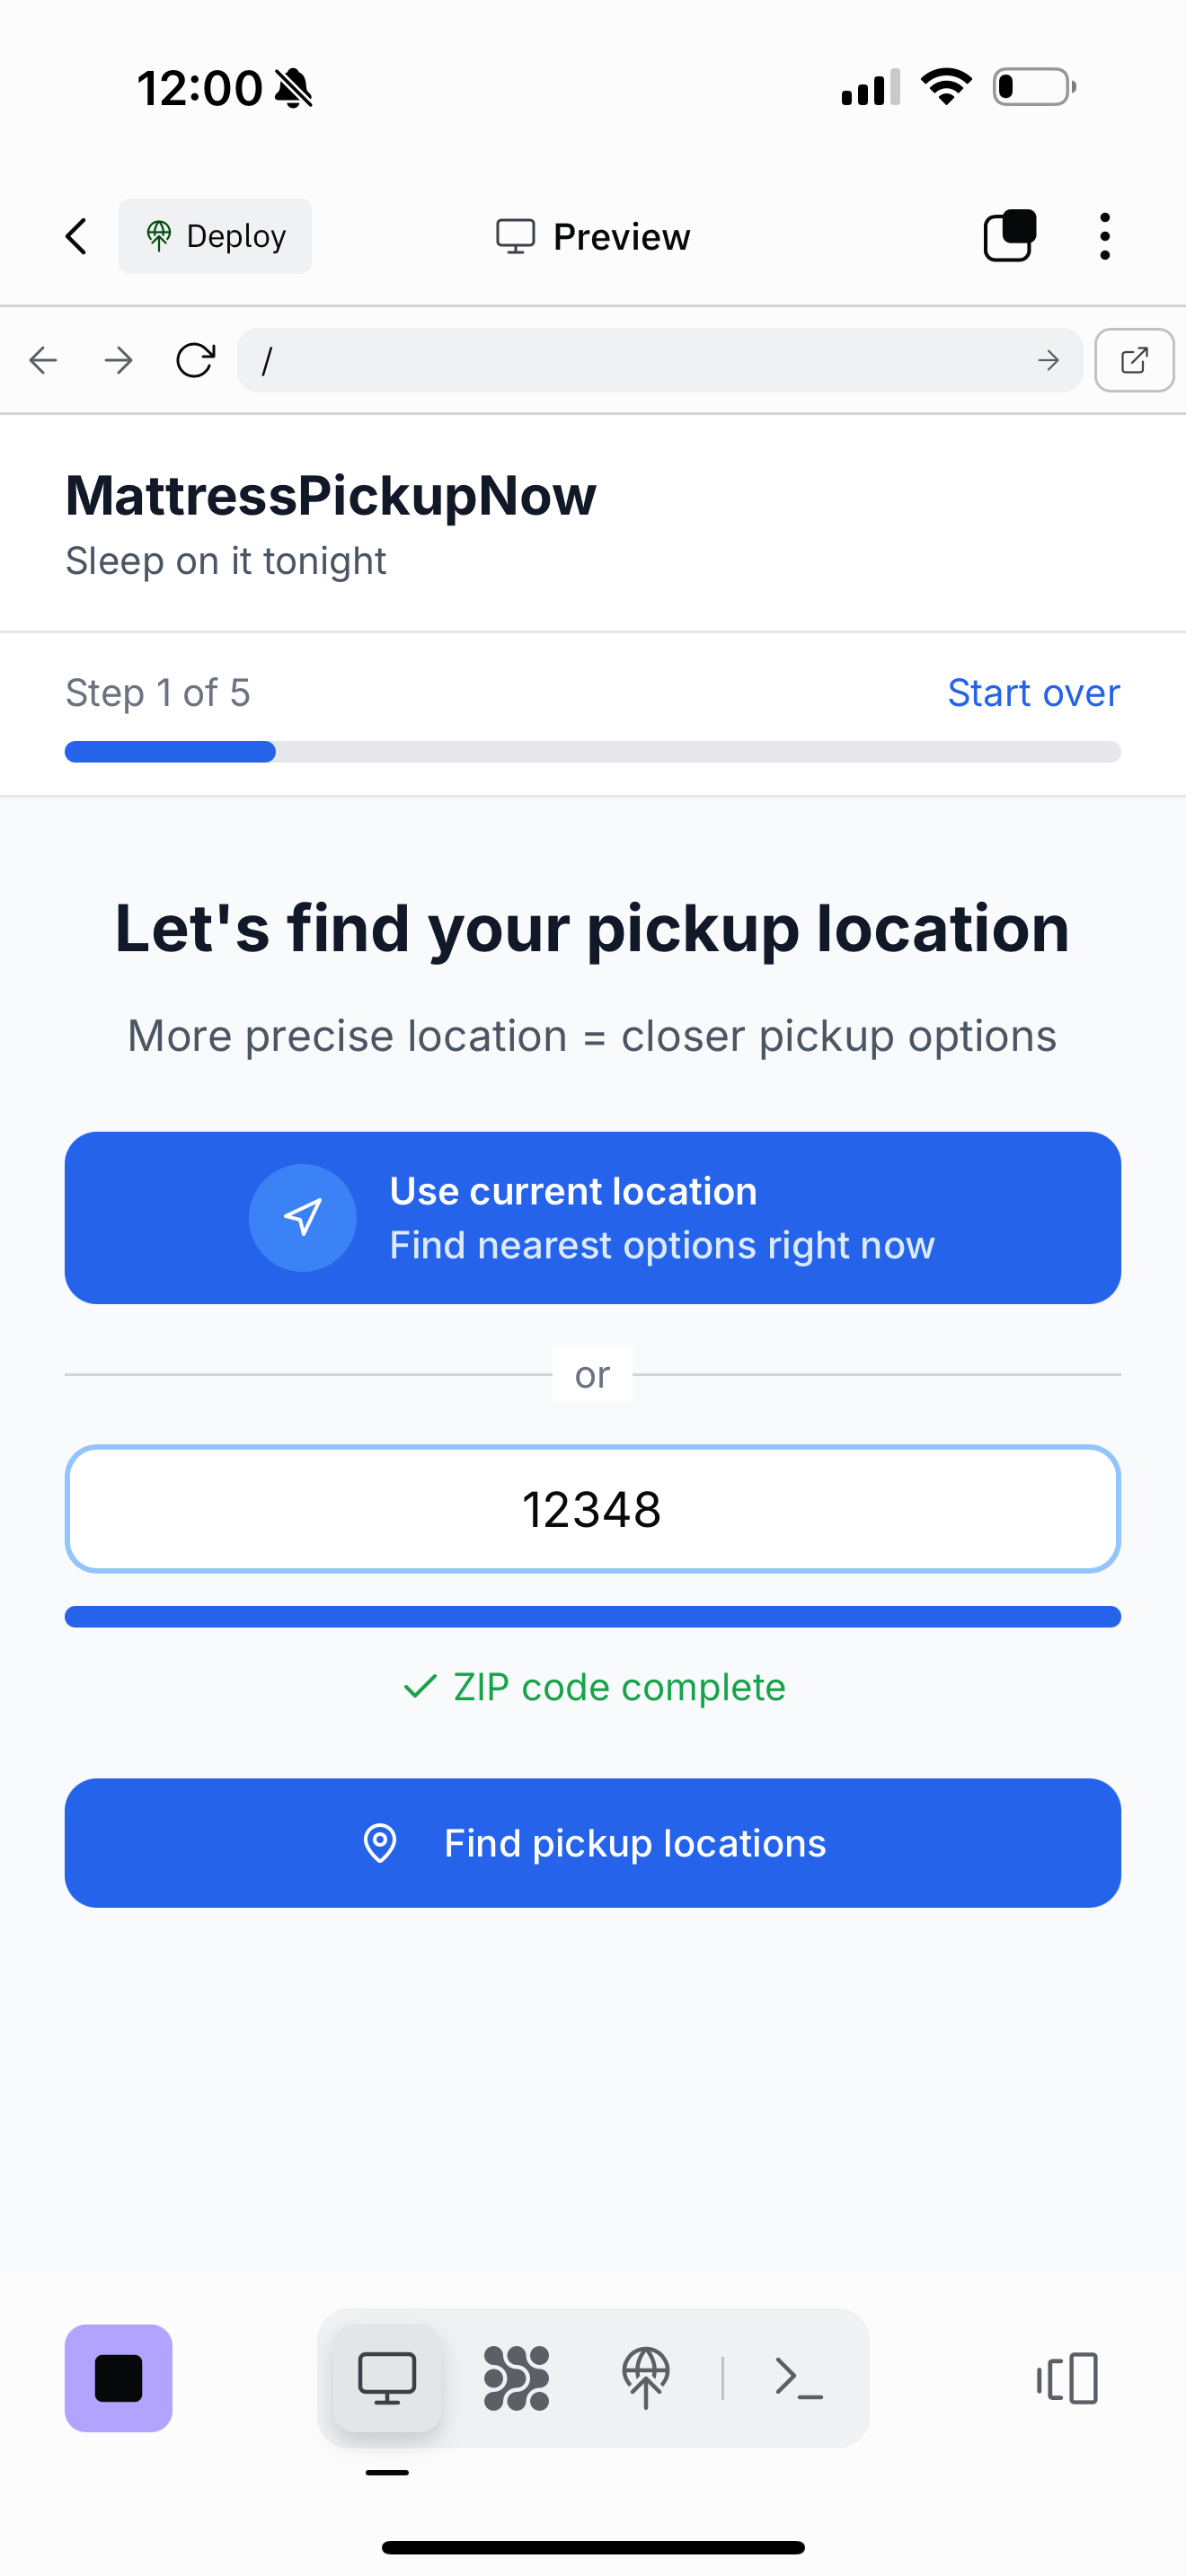 12:00
Deploy
Preview
/
MattressPickupNow
Sleep on it tonight
Step 1 of 5
Start over
Let's find your pickup location
More precise location = closer pickup options
Use current location
Find nearest options right now
or
12348
ZIP code complete
Find pickup locations